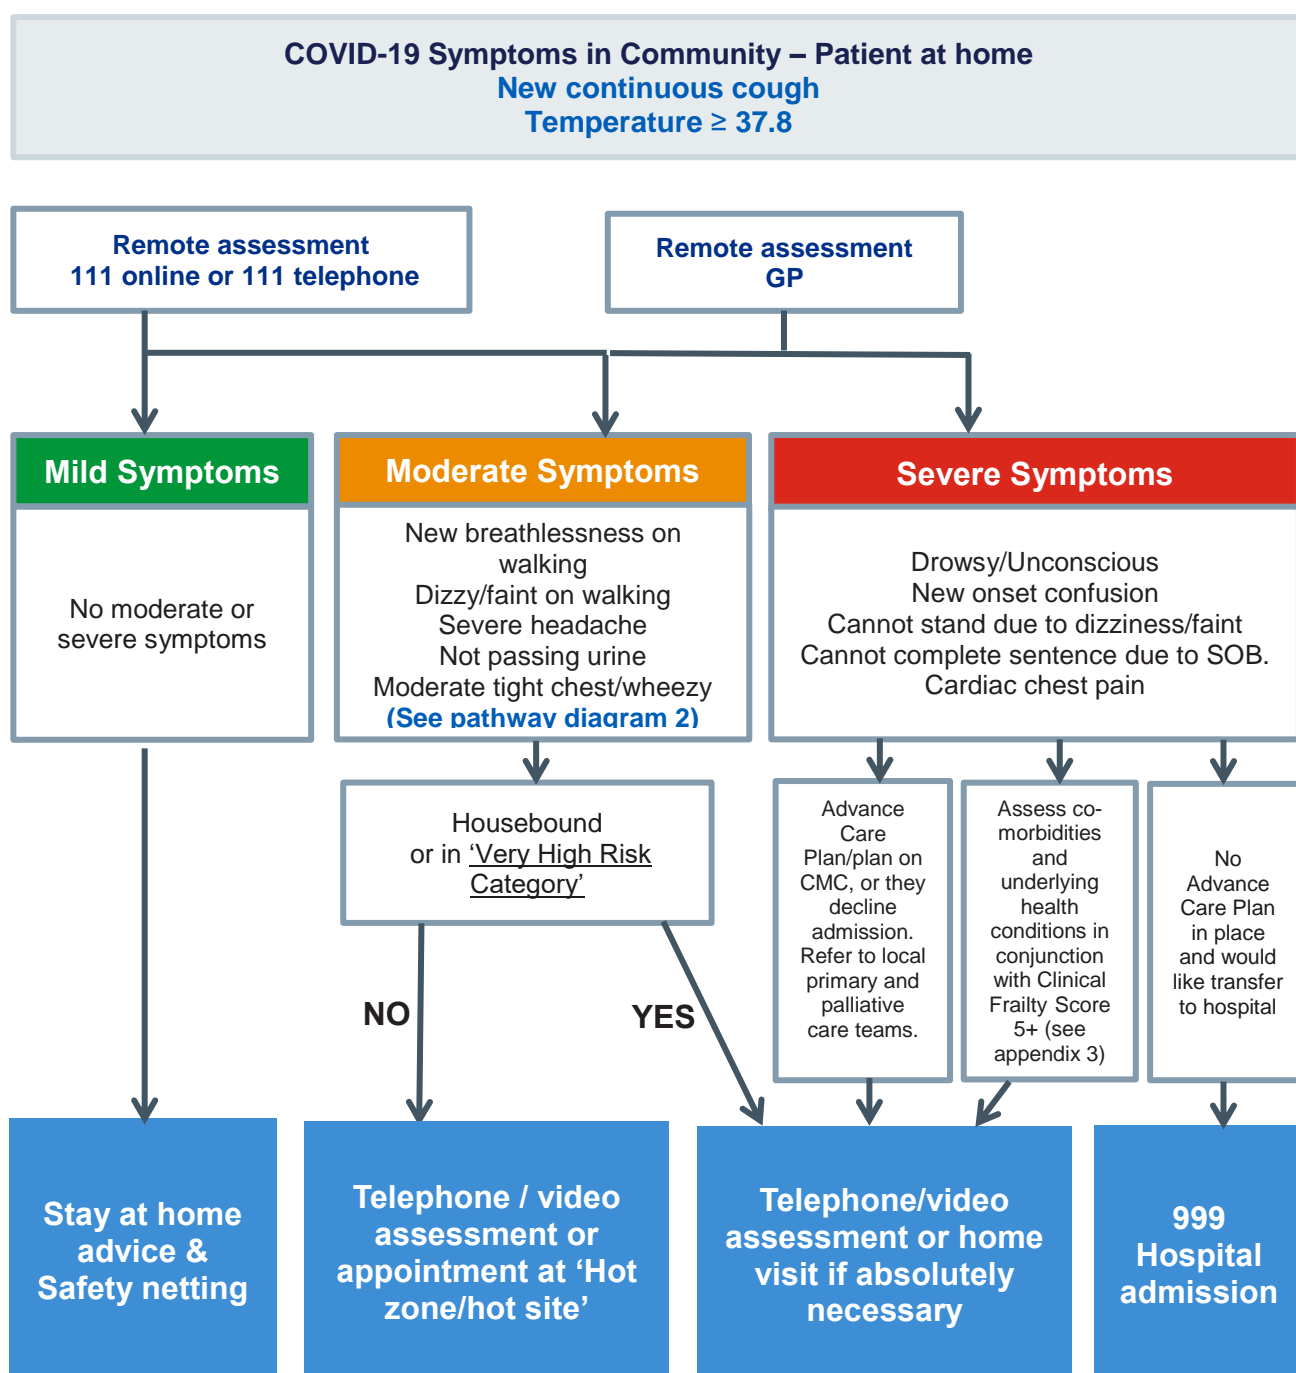 COVID-19 Symptoms in Community – Patient at home
New continuous cough
Temperature ≥ 37.8
Remote assessment
111 online or 111 telephone
Remote assessment
GP
Mild Symptoms
No moderate or
severe symptoms
Moderate Symptoms
New breathlessness on
walking
Dizzy/faint on walking
Severe headache
Not passing urine
Moderate tight chest/wheezy
(See pathway diagram 2)
Severe Symptoms
Drowsy/Unconscious
New onset confusion
Cannot stand due to dizziness/faint
Cannot complete sentence due to SOB.
Cardiac chest pain
Housebound
or in ‘Very High Risk
Category’
NO
YES
Advance
Care
Plan/plan on
CMC, or they
decline
admission.
Refer to local
primary and
palliative
care teams.
Assess co-
morbidities
and
underlying
health
conditions in
conjunction
with Clinical
Frailty Score
5+ (see
appendix 3)
No
Advance
Care Plan
in place
and would
like transfer
to hospital
Stay at home
advice &
Safety netting
Telephone / video
assessment or
appointment at ‘Hot
zone/hot site’
Telephone/video
assessment or home
visit if absolutely
necessary
999
Hospital
admission